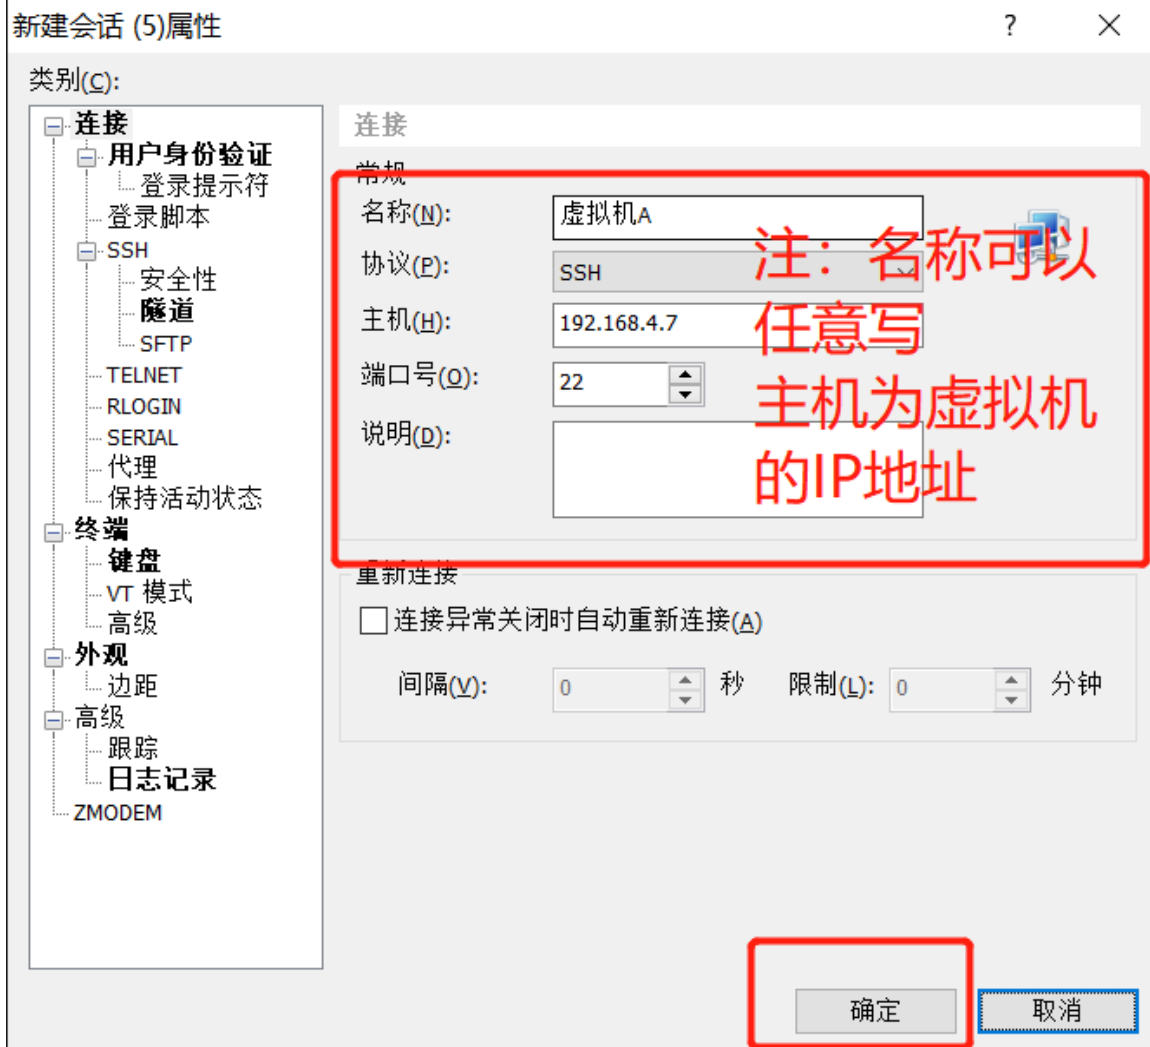 新建会话 (5)属性
类别(C):
连接
用户身份验证
登录提示符
登录脚本
SSH
安全性
隧道
SFTP
TELNET
RLOGIN
SERIAL
代理
保持活动状态
终端
键盘
VT 模式
高级
外观
边距
高级
跟踪
日志记录
ZMODEM
连接
常规
名称(N): 虚拟机A
协议(P): SSH
主机(H): 192.168.4.7
端口号(O): 22
说明(D):
注：名称可以
任意写
主机为虚拟机
的IP地址
重新连接
连接异常关闭时自动重新连接(A)
间隔(V): 0 秒 限制(L): 0 分钟
确定 取消